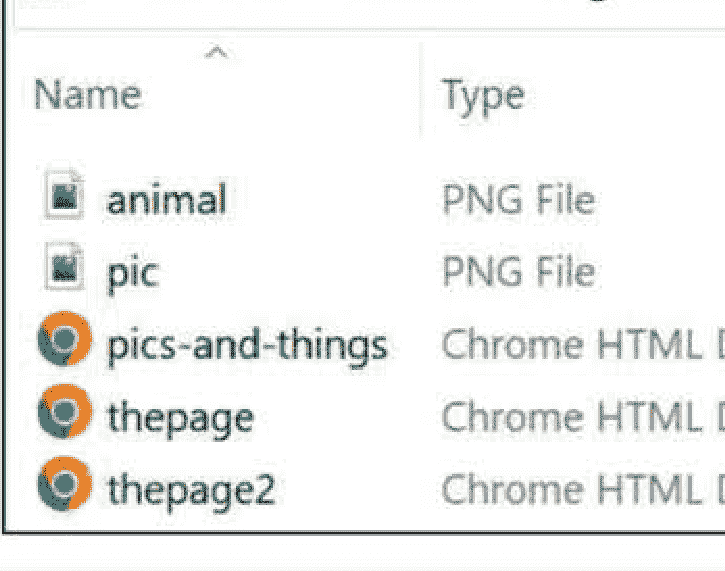 Name Type
animal PNG File
pic PNG File
pics-and-things Chrome HTML
thepage Chrome HTML
thepage2 Chrome HTML